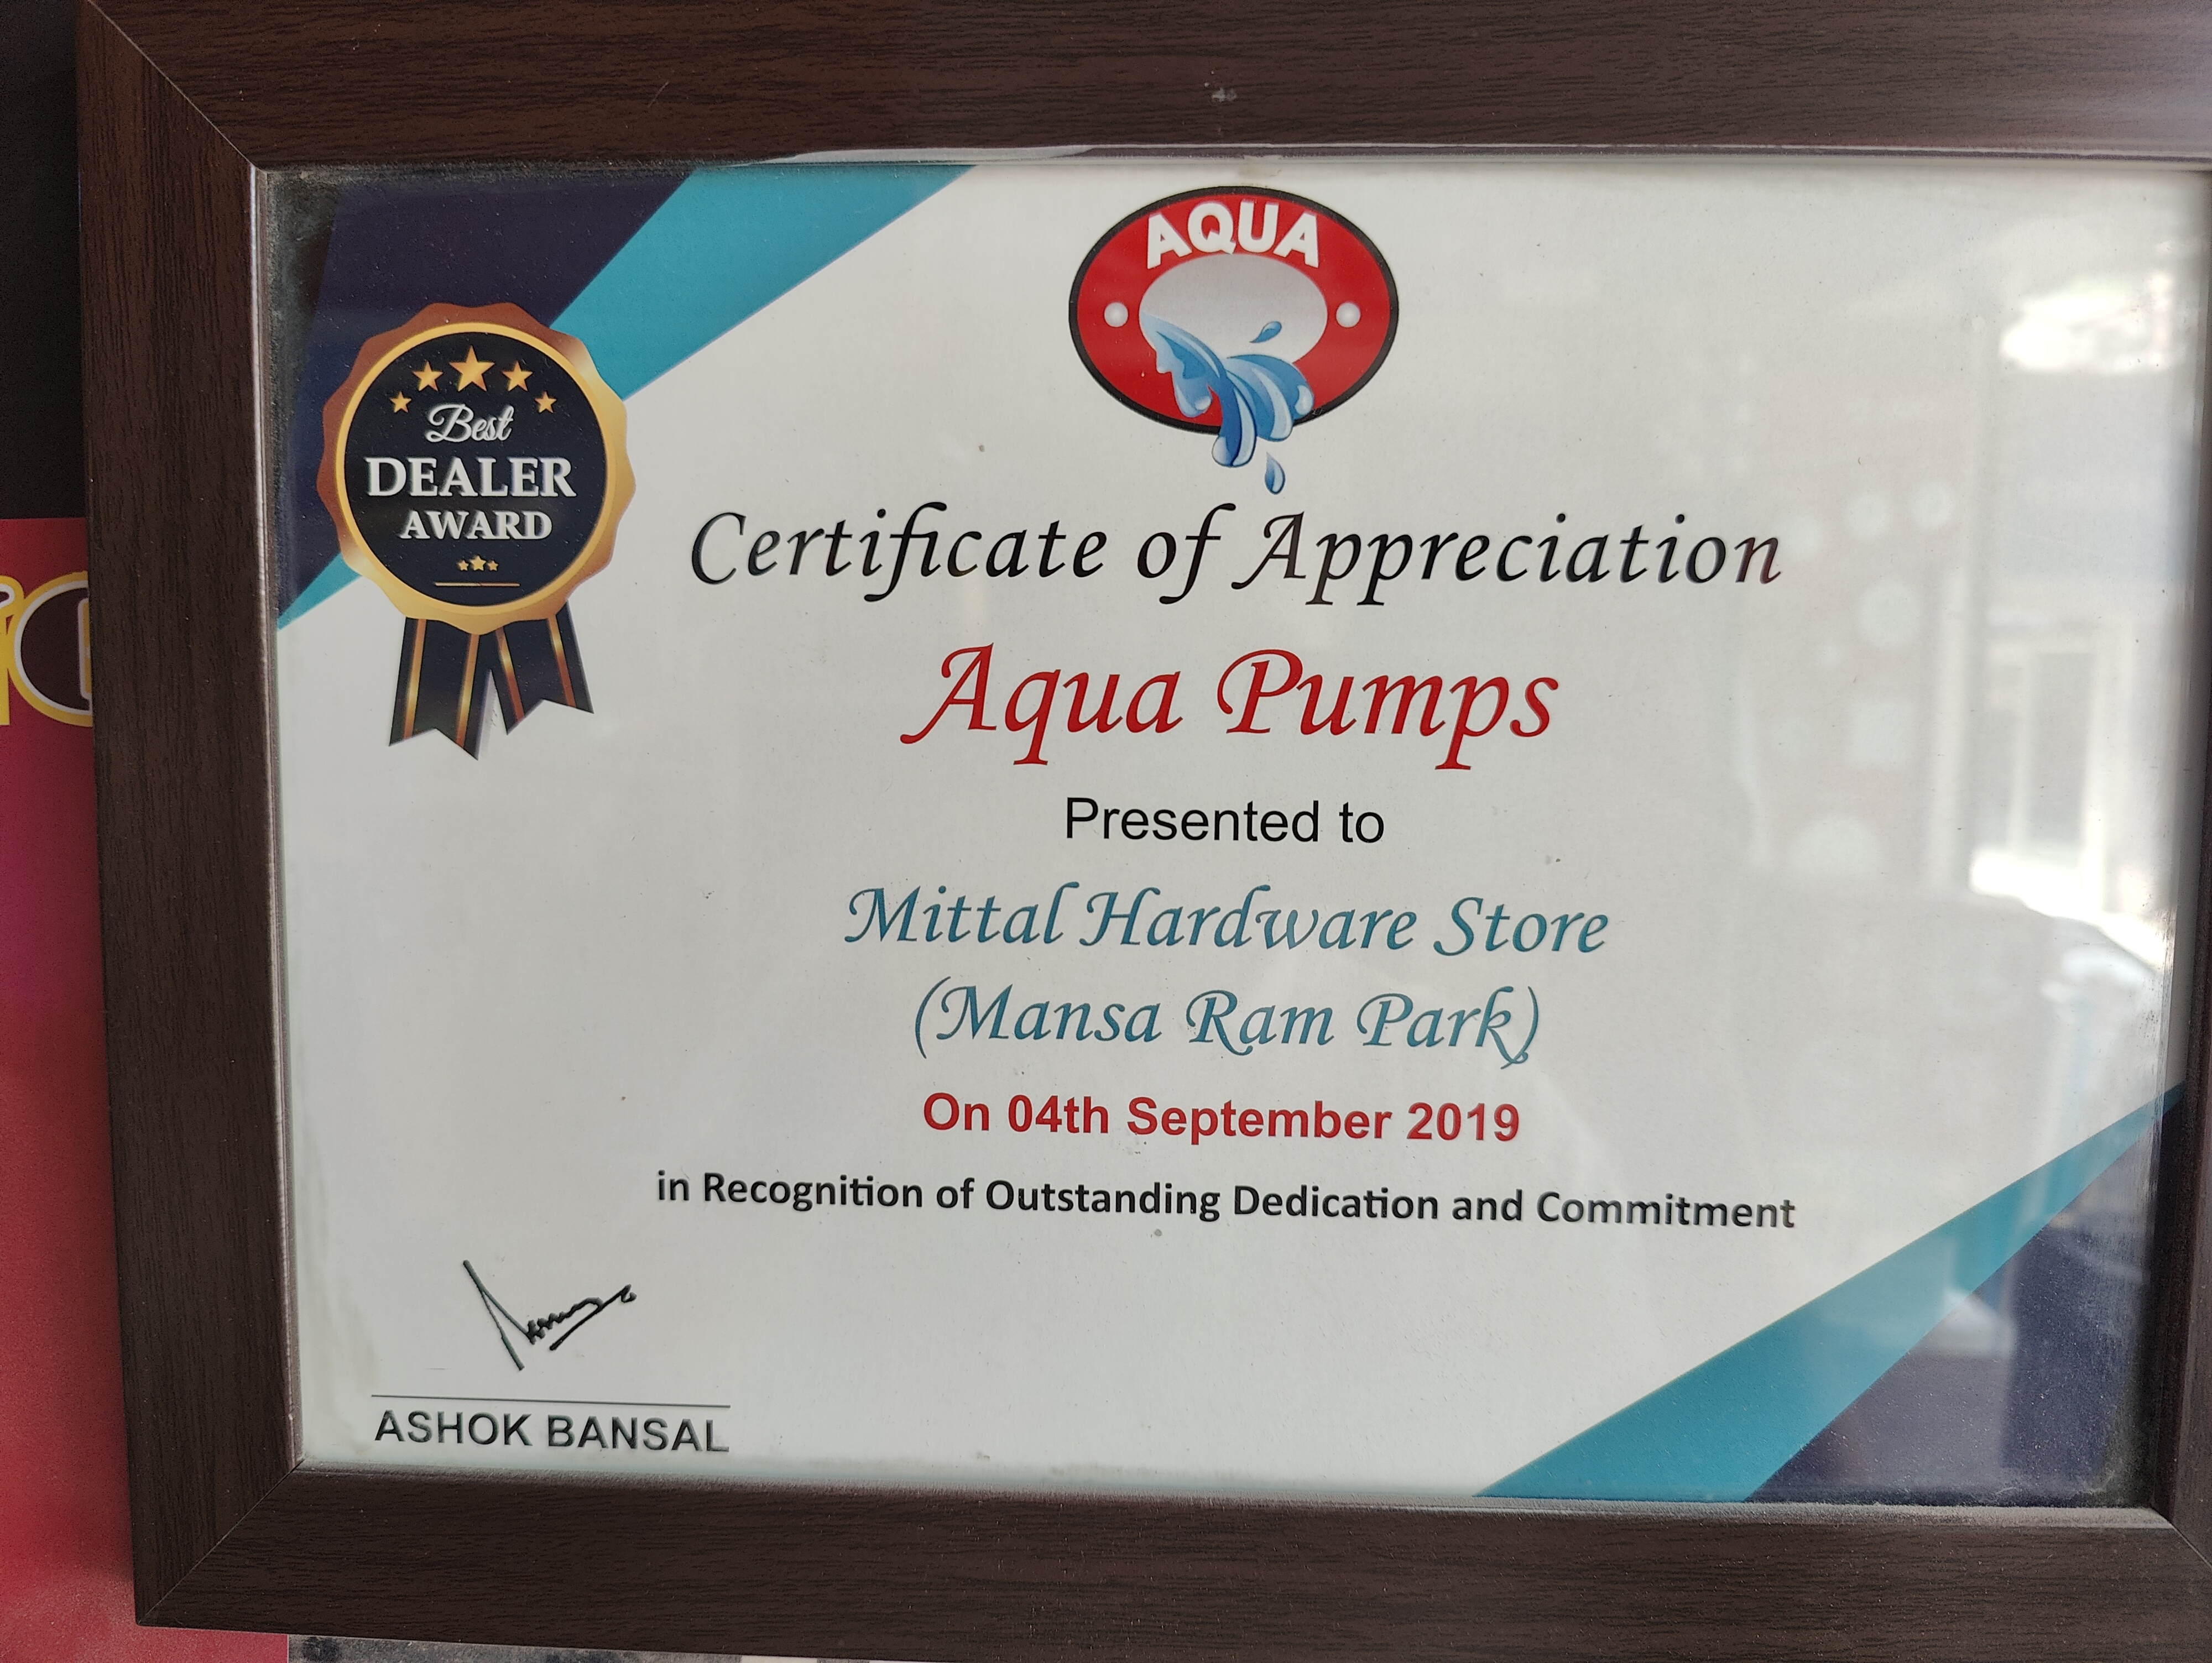 AQUA
Best
DEALER
AWARD
Certificate of Appreciation
Aqua Pumps
Presented to
Mittal Hardware Store
(Mansa Ram Park)
On 04th September 2019
in Recognition of Outstanding Dedication and Commitment
ASHOK BANSAL